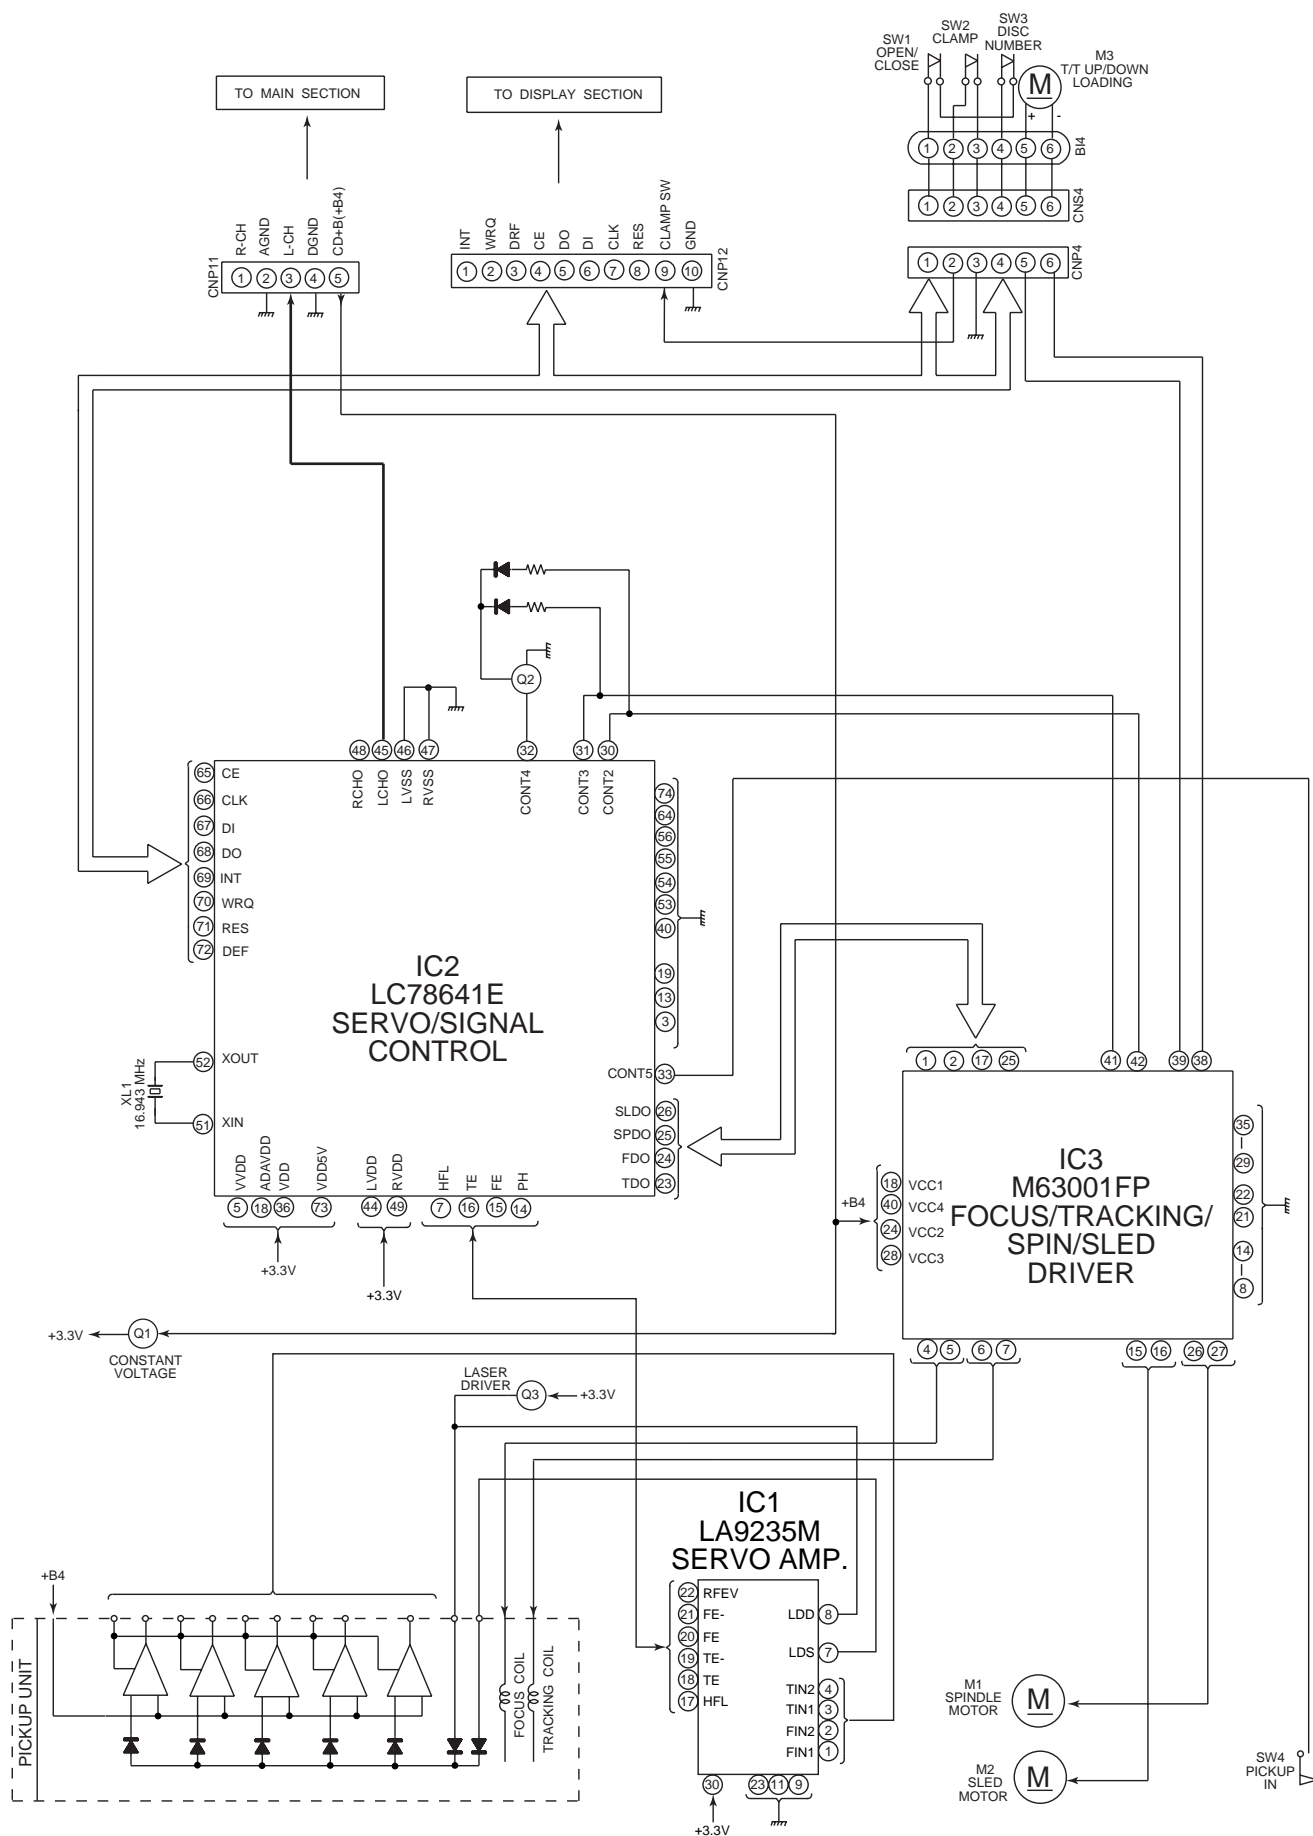 SW1
OPEN/
CLOSE
SW2
CLAMP
SW3
DISC
NUMBER
M3
T/T UP/DOWN
LOADING
M
+
-
1 2 3 4 5 6
BI4
1 2 3 4 5 6
CNS4
1 2 3 4 5 6
CNP4
TO MAIN SECTION
TO DISPLAY SECTION
R-CH
AGND
L-CH
DGND
CD+B(+B4)
CNP11
1 2 3 4 5
INT
WRQ
DRF
CE
DO
DI
CLK
RES
CLAMP SW
GND
1 2 3 4 5 6 7 8 9 10
CNP12
Q2
48 45 46 47 32 31 30
RCHO
LCHO
LVSS
RVSS
CONT4
CONT3
CONT2
65 CE
66 CLK
67 DI
68 DO
69 INT
70 WRQ
71 RES
72 DEF
74
64
56
55
54
53
40
19
13
3
IC2
LC78641E
SERVO/SIGNAL
CONTROL
XL1
16.943 MHz
52 XOUT
51 XIN
CONT5 33
SLDO 26
SPDO 25
FDO 24
TDO 23
VVDD
ADAVDD
VDD
VDD5V
LVDD
RVDD
HFL
TE
FE
PH
5 18 36 73 44 49 7 16 15 14
+3.3V
+3.3V
1 2 17 25 41 42 39 38
IC3
M63001FP
FOCUS/TRACKING/
SPIN/SLED
DRIVER
+B4
18 VCC1
40 VCC4
24 VCC2
28 VCC3
35
29
22
21
14
8
4 5 6 7 15 16 26 27
+3.3V
Q1
CONSTANT
VOLTAGE
LASER
DRIVER
Q3
+3.3V
IC1
LA9235M
SERVO AMP.
22 RFEV
21 FE-
20 FE
19 TE-
18 TE
17 HFL
LDD 8
LDS 7
TIN2 4
TIN1 3
FIN2 2
FIN1 1
30 23 11 9
+3.3V
+B4
PICKUP UNIT
FOCUS COIL
TRACKING COIL
M1
SPINDLE
MOTOR
M
M2
SLED
MOTOR
M
SW4
PICKUP
IN